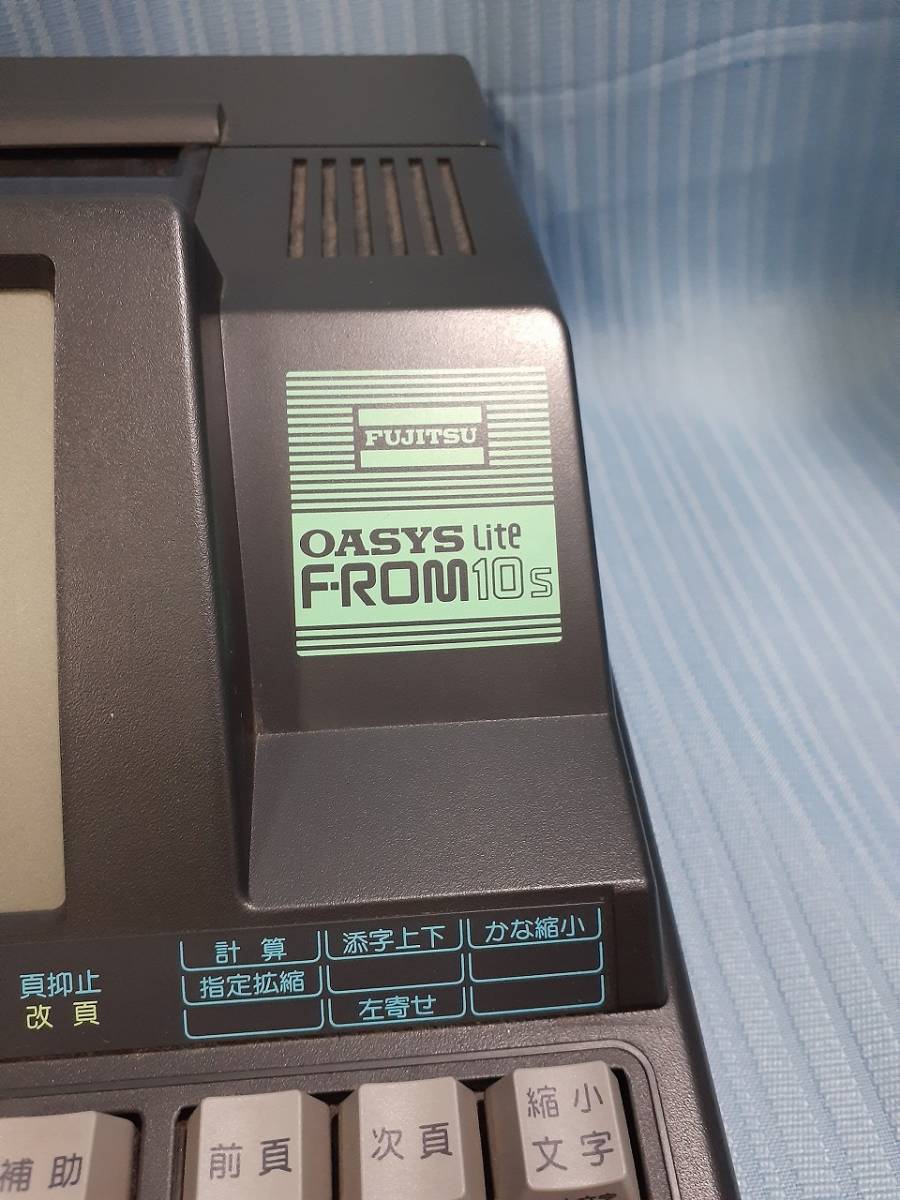 FUJITSU
OASYS Lite
F・ROM10s
計算
添字上下
かな縮小
頁抑止
指定拡縮
改頁
左寄せ
補助
前頁
次頁
縮小
文字